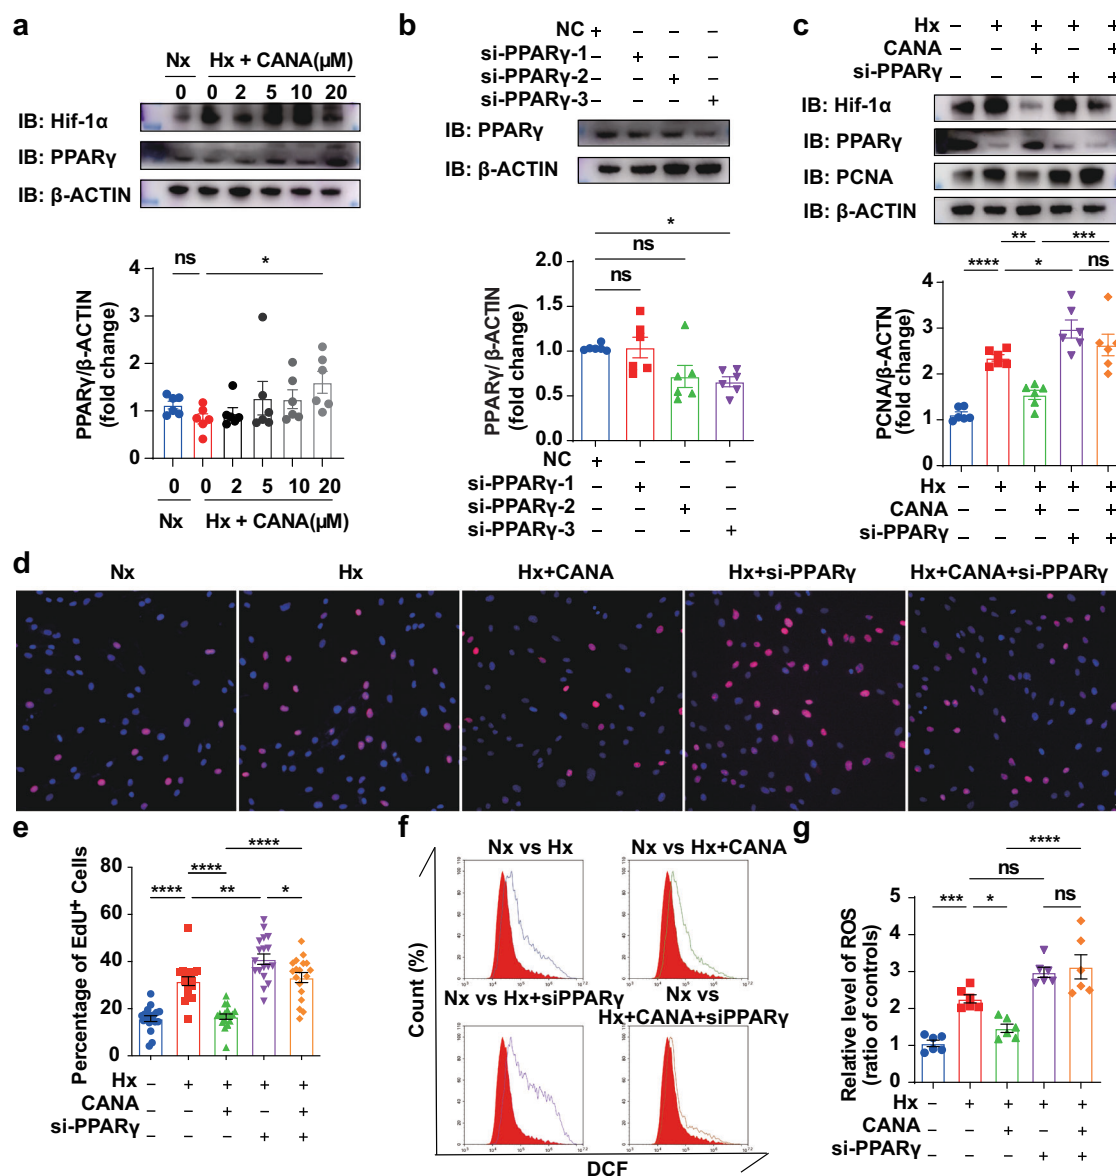 a
Nx Hx + CANA(µM)
0 0 2 5 10 20
IB: Hif-1α
IB: PPARγ
IB: β-ACTIN
PPARγ/β-ACTIN
(fold change)
4
3
2
1
0
ns
*
0 0 2 5 10 20
Nx Hx + CANA(µM)
b
NC + – – –
si-PPARγ-1 – + – –
si-PPARγ-2 – – + –
si-PPARγ-3 – – – +
IB: PPARγ
IB: β-ACTIN
PPARγ/β-ACTIN
(fold change)
2.0
1.5
1.0
0.5
0.0
*
ns
ns
NC + – – –
si-PPARγ-1 – + – –
si-PPARγ-2 – – + –
si-PPARγ-3 – – – +
c
Hx – + + + +
CANA – – + – +
si-PPARγ – – – + +
IB: Hif-1α
IB: PPARγ
IB: PCNA
IB: β-ACTIN
** ***
**** * ns
PCNA/β-ACTN
(fold change)
4
3
2
1
0
Hx – + + + +
CANA – – + – +
si-PPARγ – – – + +
d
Nx Hx Hx+CANA Hx+si-PPARγ Hx+CANA+si-PPARγ
e
Percentage of EdU+ Cells
80
60
40
20
0
****
****
**** ** *
Hx – + + + +
CANA – – + – +
si-PPARγ – – – + +
f
Nx vs Hx
Nx vs Hx+CANA
Nx vs Hx+siPPARγ
Nx vs
Hx+CANA+siPPARγ
Count (%)
DCF
g
Relative level of ROS
(ratio of controls)
5
4
3
2
1
0
****
ns
*** * ns
Hx – + + + +
CANA – – + – +
si-PPARγ – – – + +